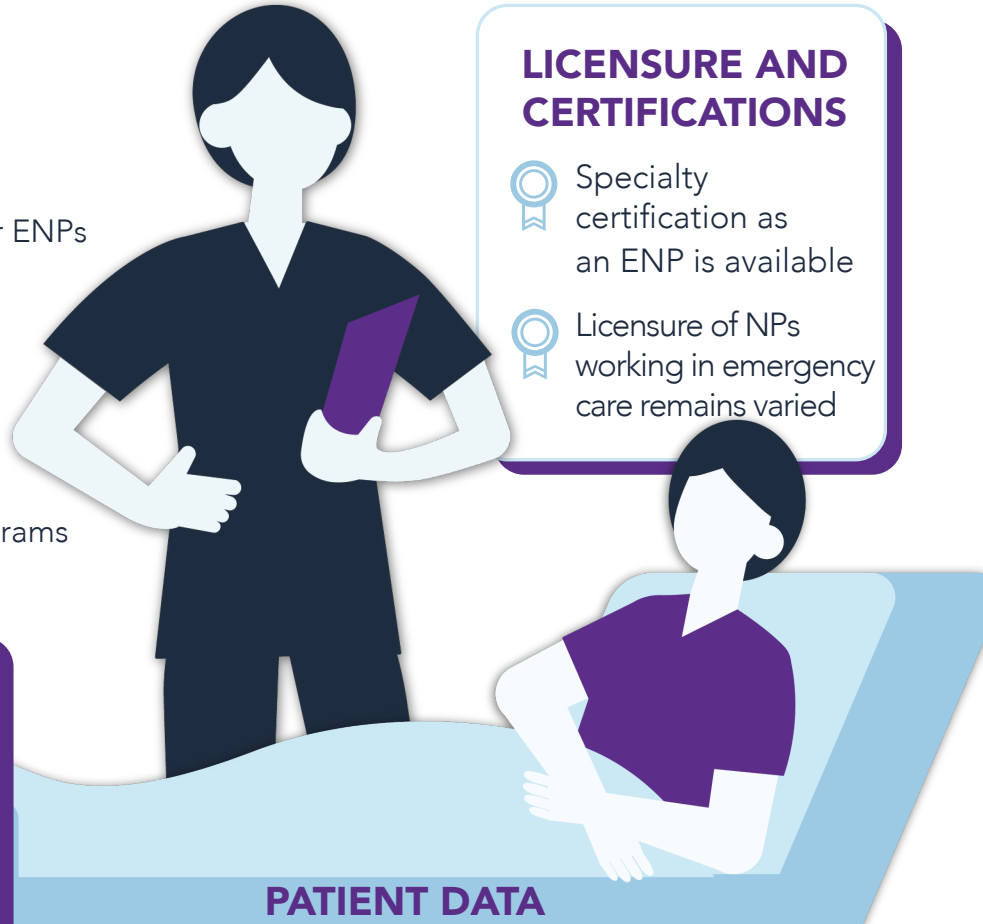 LICENSURE AND
CERTIFICATIONS
Specialty
certification as
an ENP is available
Licensure of NPs
working in emergency
care remains varied
ENPs
PATIENT DATA